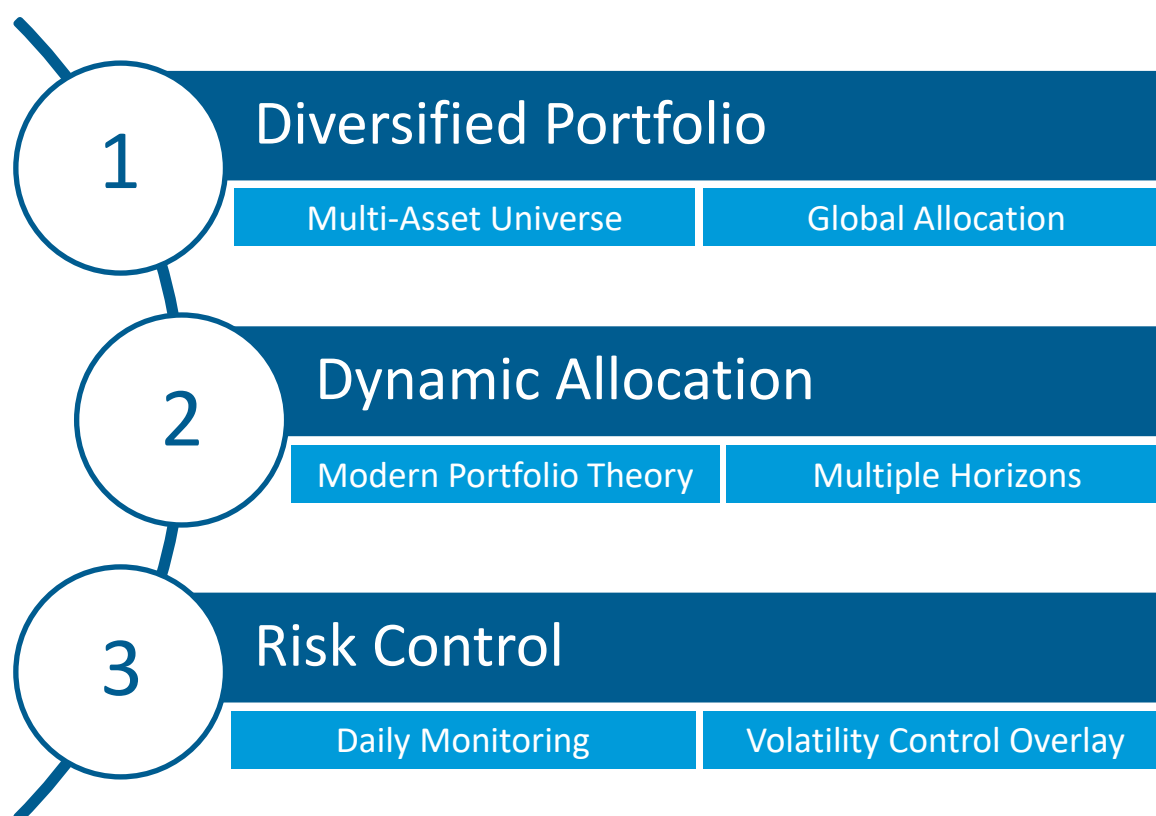 1
Diversified Portfolio
Multi-Asset Universe
Global Allocation
2
Dynamic Allocation
Modern Portfolio Theory
Multiple Horizons
3
Risk Control
Daily Monitoring
Volatility Control Overlay